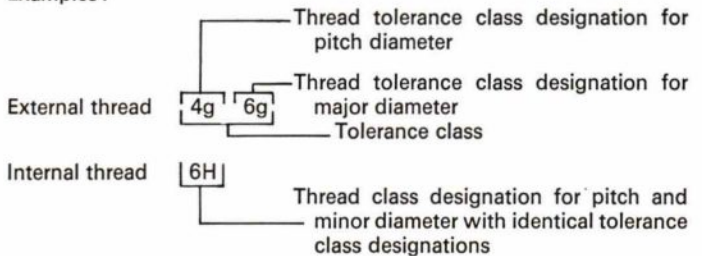 Thread tolerance class designation for
pitch diameter
Thread tolerance class designation for
External thread 4g 6g major diameter
Tolerance class
Internal thread 6H
Thread class designation for pitch and
minor diameter with identical tolerance
class designations